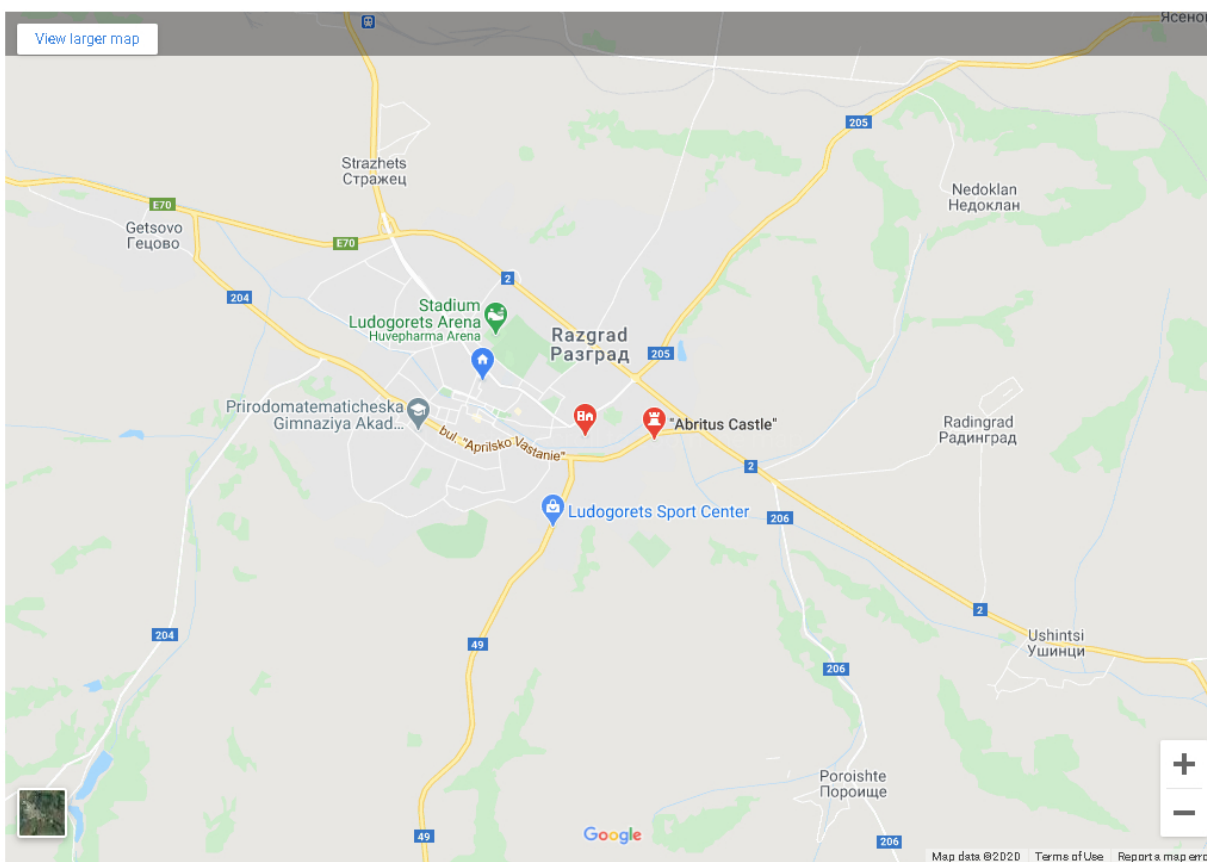 View larger map
205
Strazhets
Стражец
Nedoklan
Недоклан
E70
Getsovo
Гецово
E70
2
204
Stadium
Ludogorets Arena
Huvepharma Arena
Razgrad
Разград
205
Prirodomatematicheska
Gimnaziya Akad...
"Abritus Castle"
Radingrad
Радинград
bul. "Aprilsko Vastanie"
2
Ludogorets Sport Center
206
2
204
49
Ushintsi
Ушинци
206
Poroishte
Пороище
Google
49
206
Map data ©2020 Terms of Use Report a map